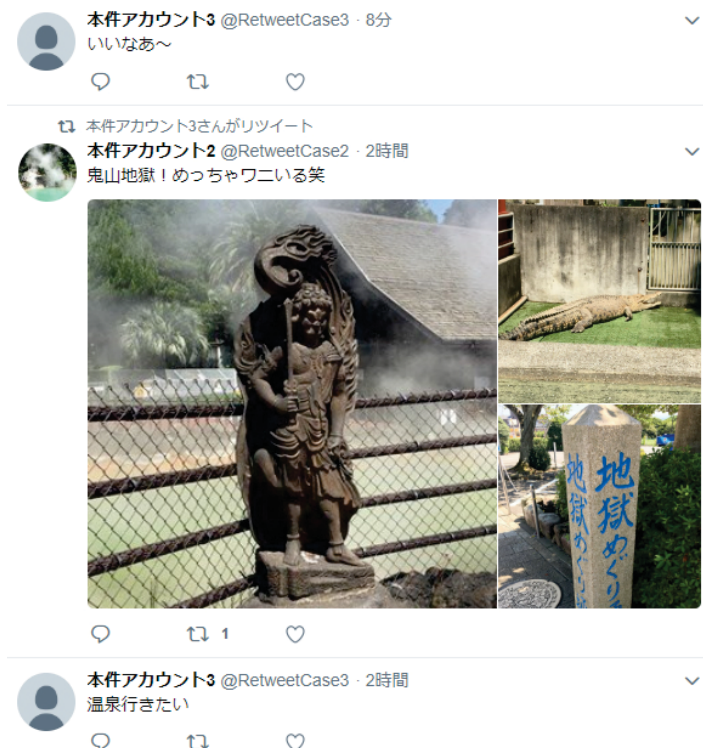 本件アカウント3 @RetweetCase3 · 8分
いいなあ～
本件アカウント3さんがリツイート
本件アカウント2 @RetweetCase2 · 2時間
鬼山地獄！めっちゃワニいる笑
地獄めぐり
地獄めぐり
1
本件アカウント3 @RetweetCase3 · 2時間
温泉行きたい